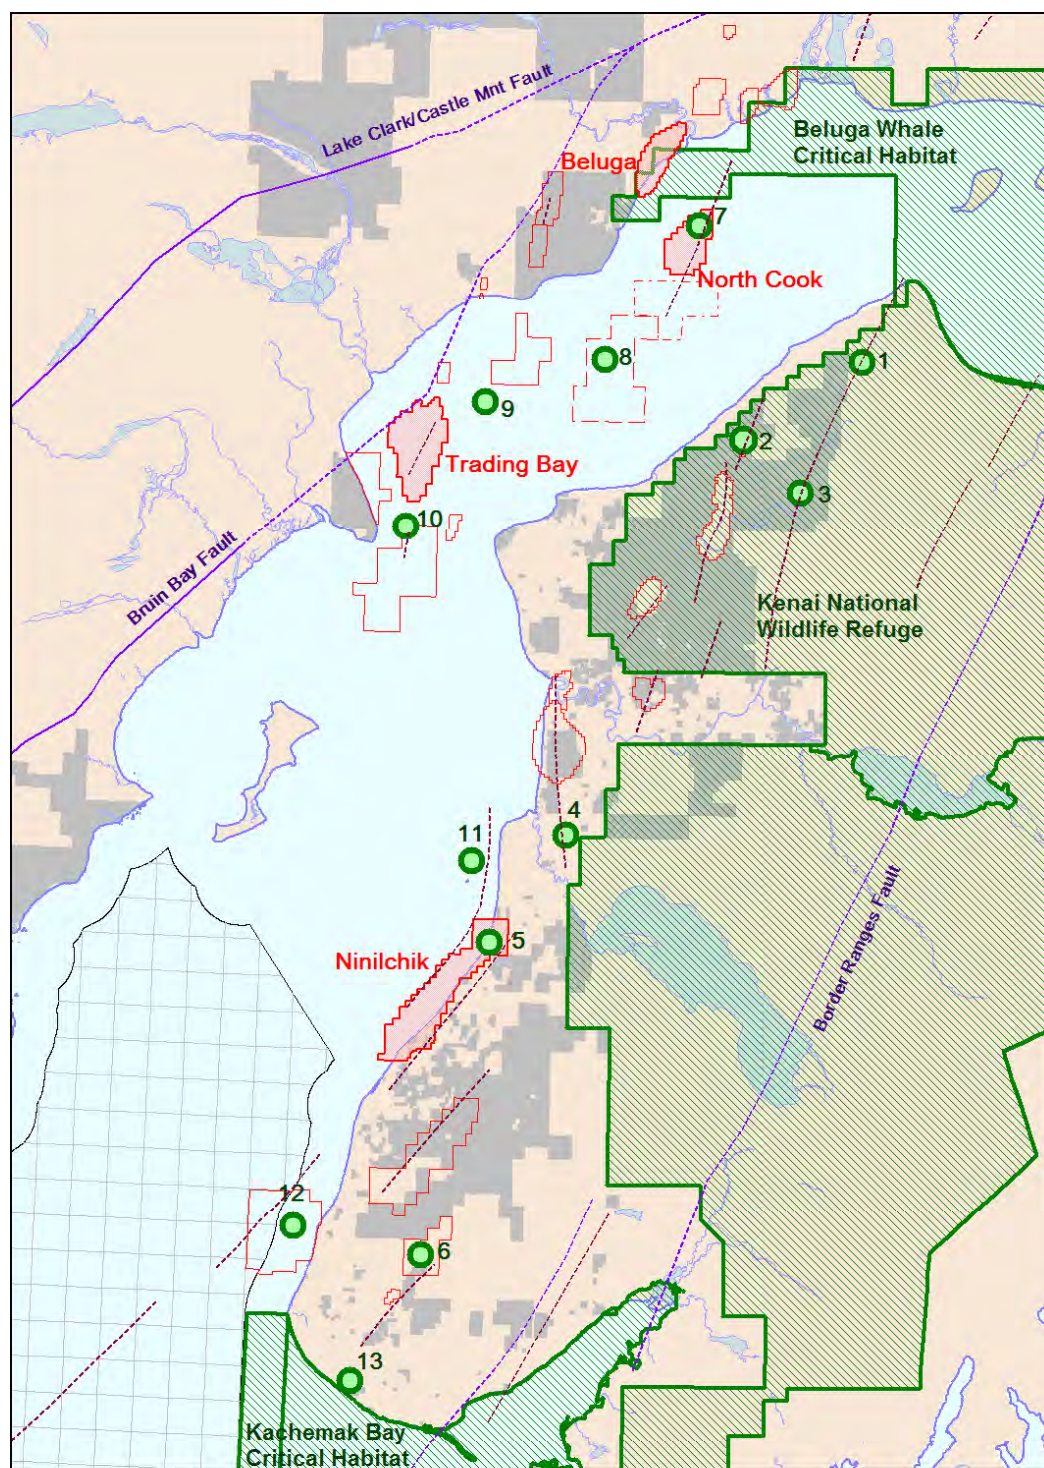 Lake Clark/Castle Mnt Fault
Beluga Whale
Critical Habitat
Beluga
7
North Cook
8
1
9
2
Trading Bay
3
10
Bruin Bay Fault
Kenai National
Wildlife Refuge
4
11
Border Ranges Fault
5
Ninilchik
12
6
13
Kachemak Bay
Critical Habitat